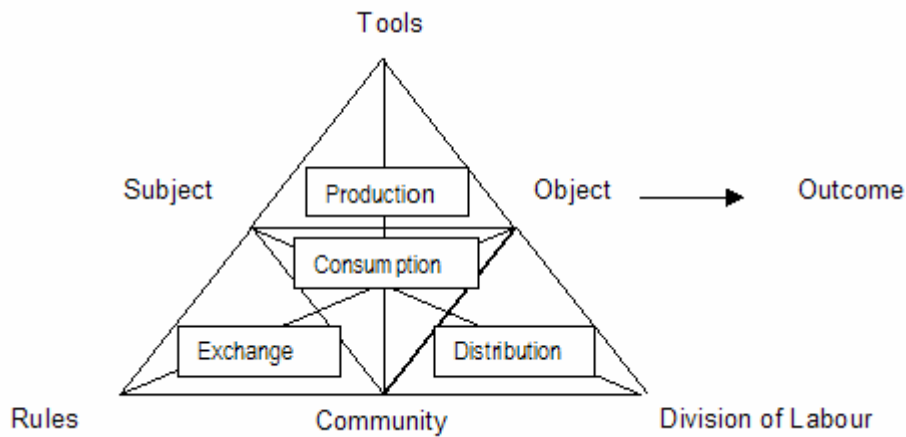 Tools
Subject
Production
Object
Outcome
Consumption
Exchange
Distribution
Rules
Community
Division of Labour